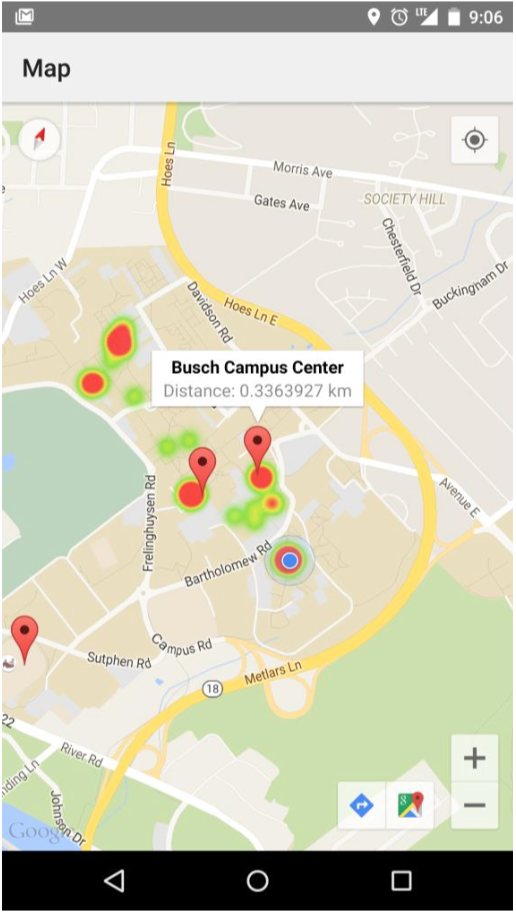 LTE
9:06
Map
Hoes Ln
Morris Ave
Gates Ave
SOCIETY HILL
Chesterfield Dr
Buckingham Dr
Hoes Ln W
Davidson Rd
Hoes Ln E
Busch Campus Center
Distance: 0.3363927 km
Frelinghuysen Rd
Avenue E
Bartholomew Rd
Campus Rd
Sutphen Rd
Metlars Ln
18
22
River Rd
nding Ln
Johnson Dr
Google
+
−